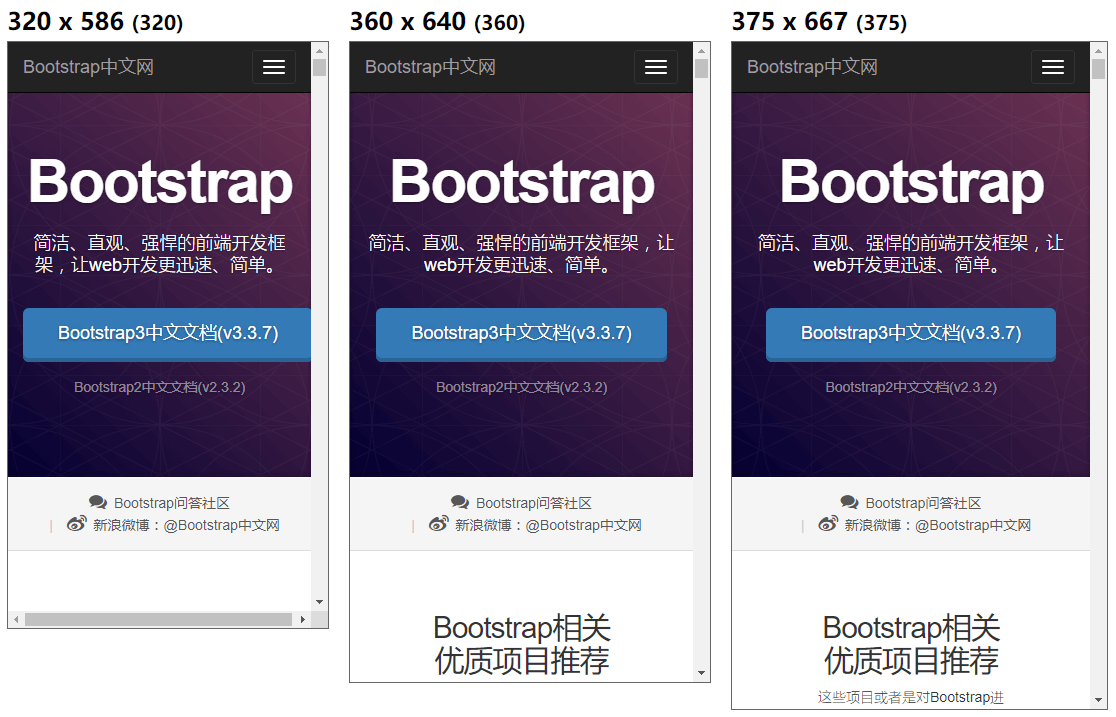 320 x 586 (320)
Bootstrap中文网
Bootstrap
简洁、直观、强悍的前端开发框
架，让web开发更迅速、简单。
Bootstrap3中文文档(v3.3.7)
Bootstrap2中文文档(v2.3.2)
Bootstrap问答社区
| 新浪微博：@Bootstrap中文网
360 x 640 (360)
Bootstrap中文网
Bootstrap
简洁、直观、强悍的前端开发框架，让
web开发更迅速、简单。
Bootstrap3中文文档(v3.3.7)
Bootstrap2中文文档(v2.3.2)
Bootstrap问答社区
| 新浪微博：@Bootstrap中文网
Bootstrap相关
优质项目推荐
375 x 667 (375)
Bootstrap中文网
Bootstrap
简洁、直观、强悍的前端开发框架，让
web开发更迅速、简单。
Bootstrap3中文文档(v3.3.7)
Bootstrap2中文文档(v2.3.2)
Bootstrap问答社区
| 新浪微博：@Bootstrap中文网
Bootstrap相关
优质项目推荐
这些项目或者是对Bootstrap进